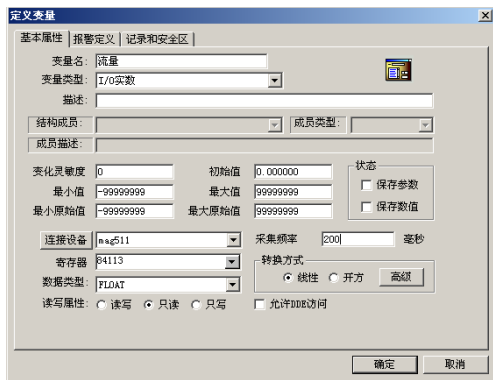 定义变量
基本属性 报警定义 记录和安全区
变量名: 流量
变量类型: I/O实数
描述:
结构成员: 成员类型:
成员描述:
变化灵敏度 0 初始值 0.000000 状态
最小值 -99999999 最大值 99999999 保存参数
最小原始值 -99999999 最大原始值 99999999 保存数值
连接设备 mag511 采集频率 200 毫秒
寄存器 84113 转换方式
数据类型: FLOAT 线性 开方 高级
读写属性: 读写 只读 只写 允许DDE访问
确定 取消